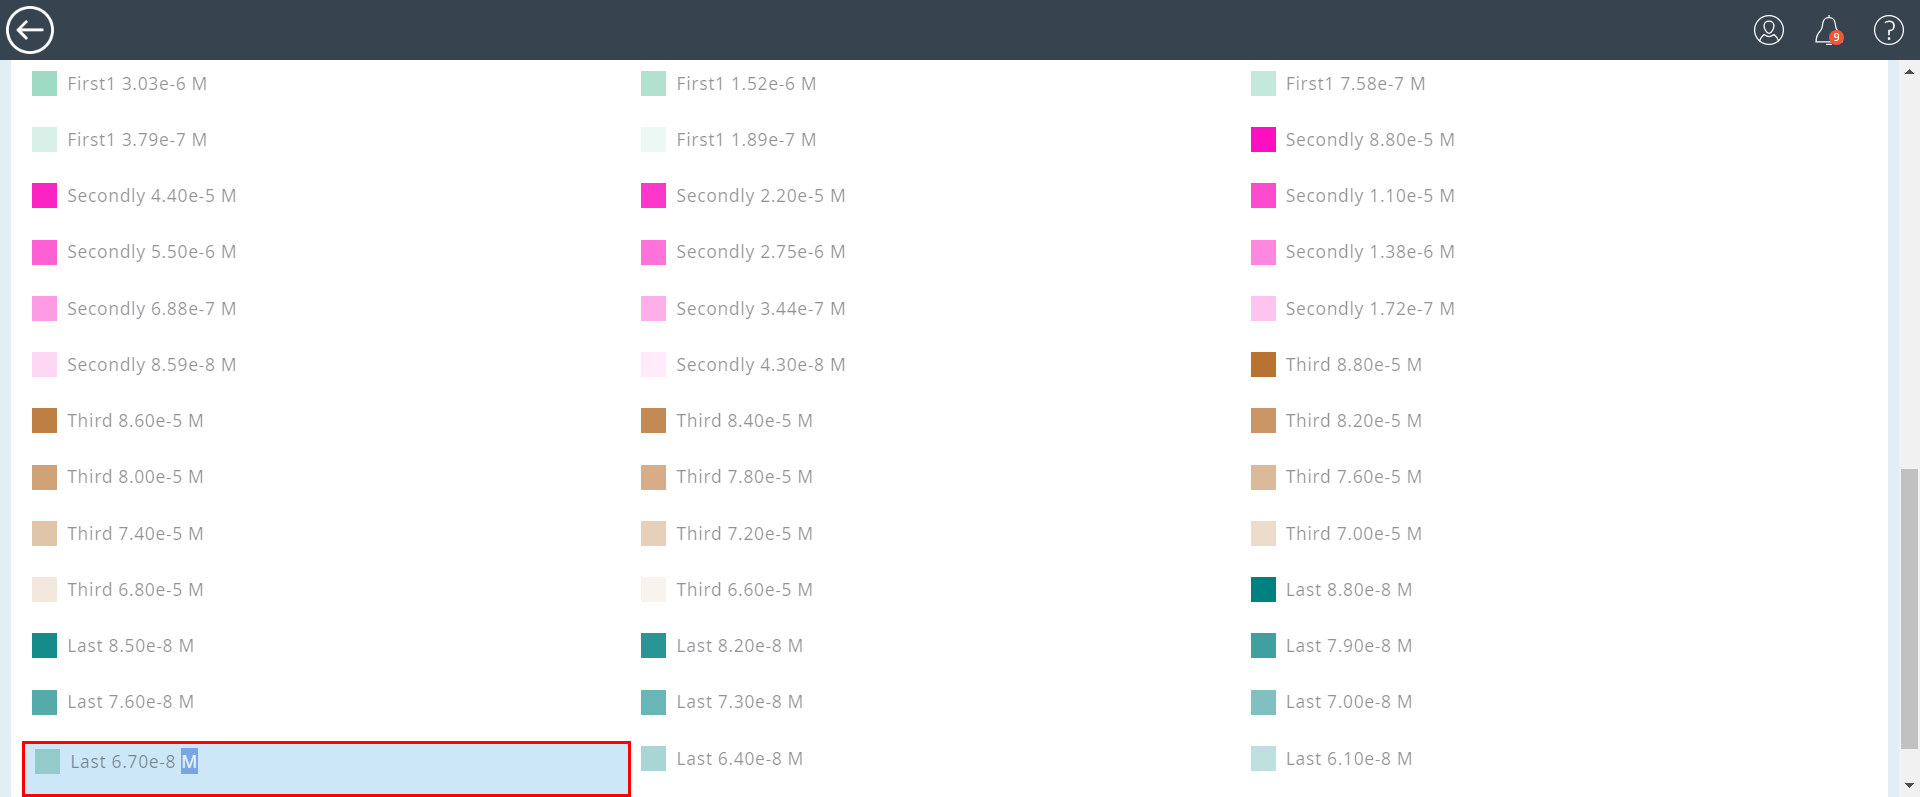 9 ?
First1 3.03e-6 M First1 1.52e-6 M First1 7.58e-7 M
First1 3.79e-7 M First1 1.89e-7 M Secondly 8.80e-5 M
Secondly 4.40e-5 M Secondly 2.20e-5 M Secondly 1.10e-5 M
Secondly 5.50e-6 M Secondly 2.75e-6 M Secondly 1.38e-6 M
Secondly 6.88e-7 M Secondly 3.44e-7 M Secondly 1.72e-7 M
Secondly 8.59e-8 M Secondly 4.30e-8 M Third 8.80e-5 M
Third 8.60e-5 M Third 8.40e-5 M Third 8.20e-5 M
Third 8.00e-5 M Third 7.80e-5 M Third 7.60e-5 M
Third 7.40e-5 M Third 7.20e-5 M Third 7.00e-5 M
Third 6.80e-5 M Third 6.60e-5 M Last 8.80e-8 M
Last 8.50e-8 M Last 8.20e-8 M Last 7.90e-8 M
Last 7.60e-8 M Last 7.30e-8 M Last 7.00e-8 M
Last 6.70e-8 M Last 6.40e-8 M Last 6.10e-8 M